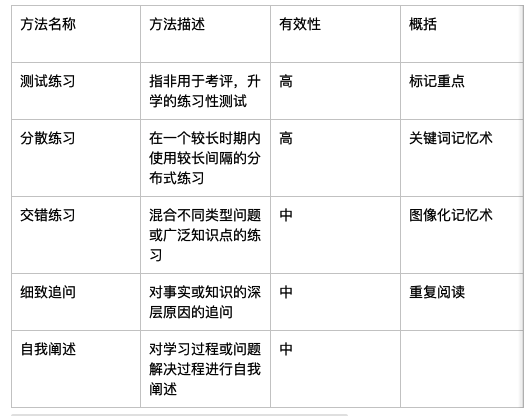 方法名称 方法描述 有效性 概括
测试练习 指非用于考评，升 高 标记重点
学的练习性测试
分散练习 在一个较长时期内 高 关键词记忆术
使用较长间隔的分
布式练习
交错练习 混合不同类型问题 中 图像化记忆术
或广泛知识点的练
习
细致追问 对事实或知识的深 中 重复阅读
层原因的追问
自我阐述 对学习过程或问题 中
解决过程进行自我
阐述